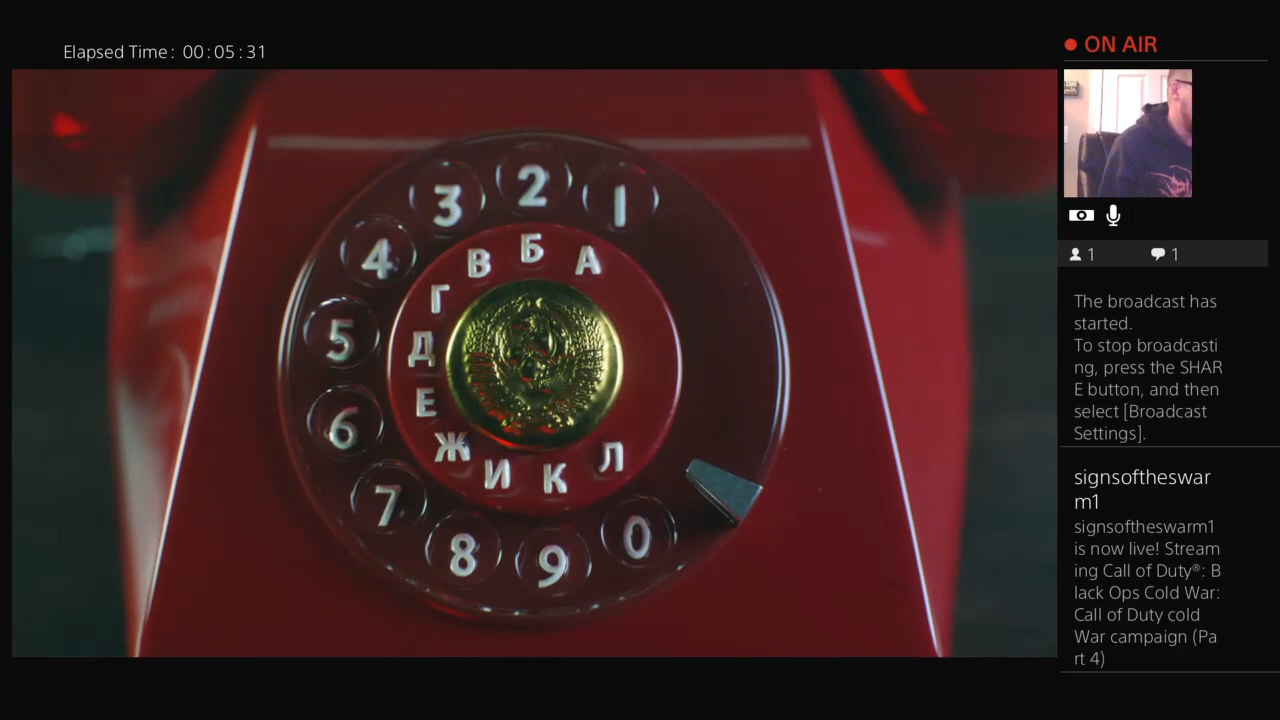 Elapsed Time: 00:05:31
ON AIR
1 1
The broadcast has
started.
To stop broadcasti
ng, press the SHAR
E button, and then
select [Broadcast
Settings].
signsoftheswar
m1
signsoftheswarm1
is now live! Stream
ing Call of Duty®: B
lack Ops Cold War:
Call of Duty cold
War campaign (Pa
rt 4)
3 2 1
4
5
6
7
8 9 0
В Б А
Г
Д
Е
Ж
И К Л